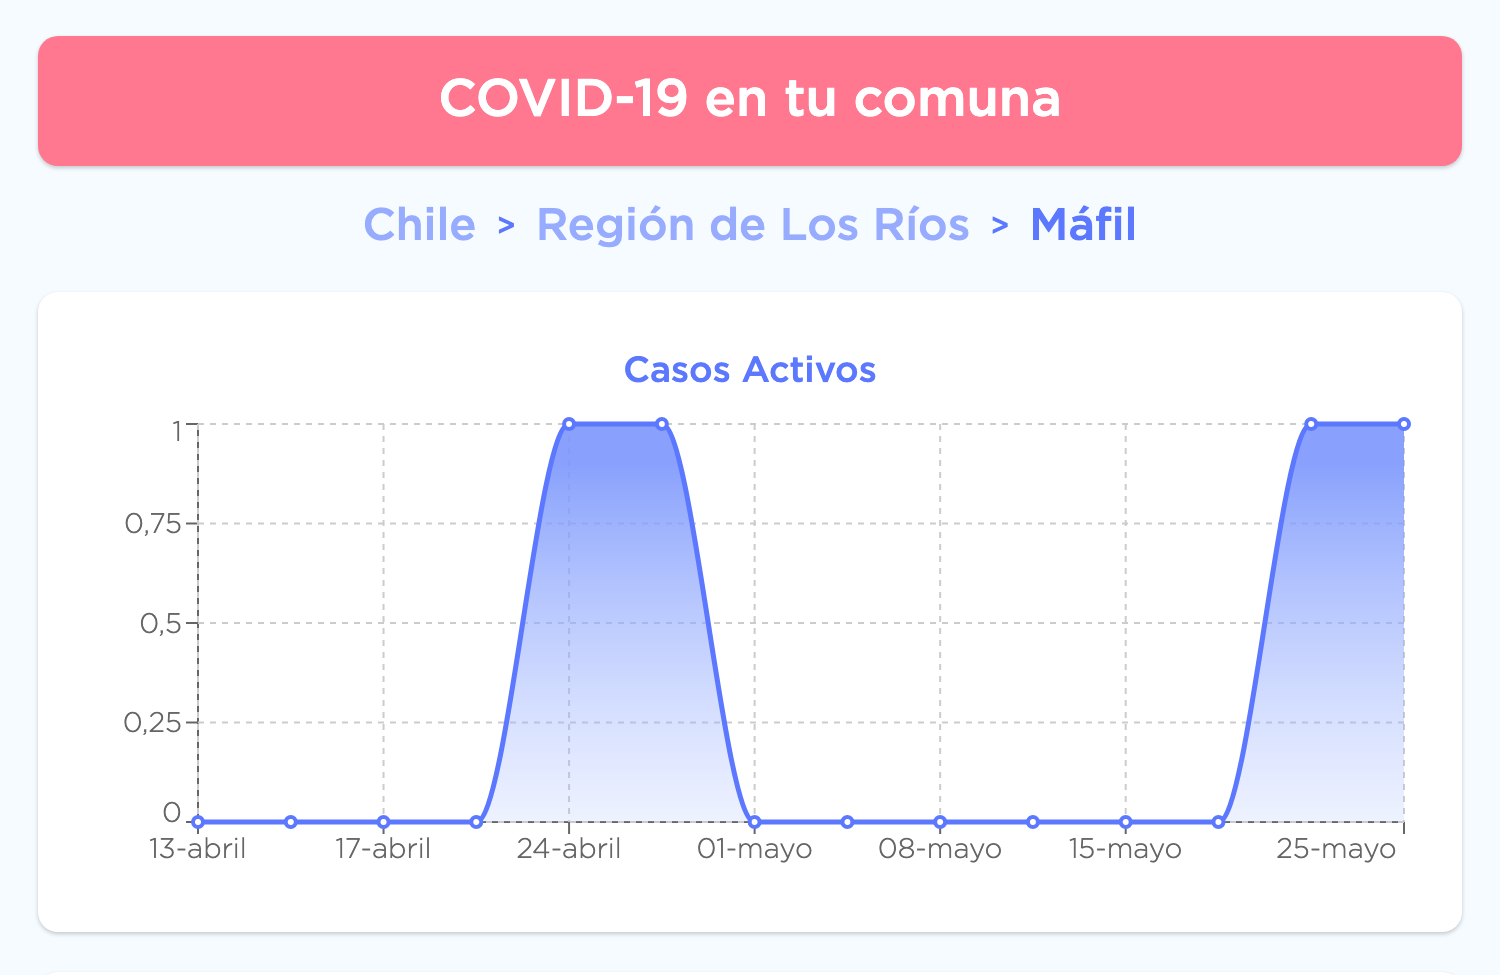 COVID-19 en tu comuna
Chile > Región de Los Ríos > Máfil
Casos Activos
1
0,75
0,5
0,25
0
13-abril 17-abril 24-abril 01-mayo 08-mayo 15-mayo 25-mayo